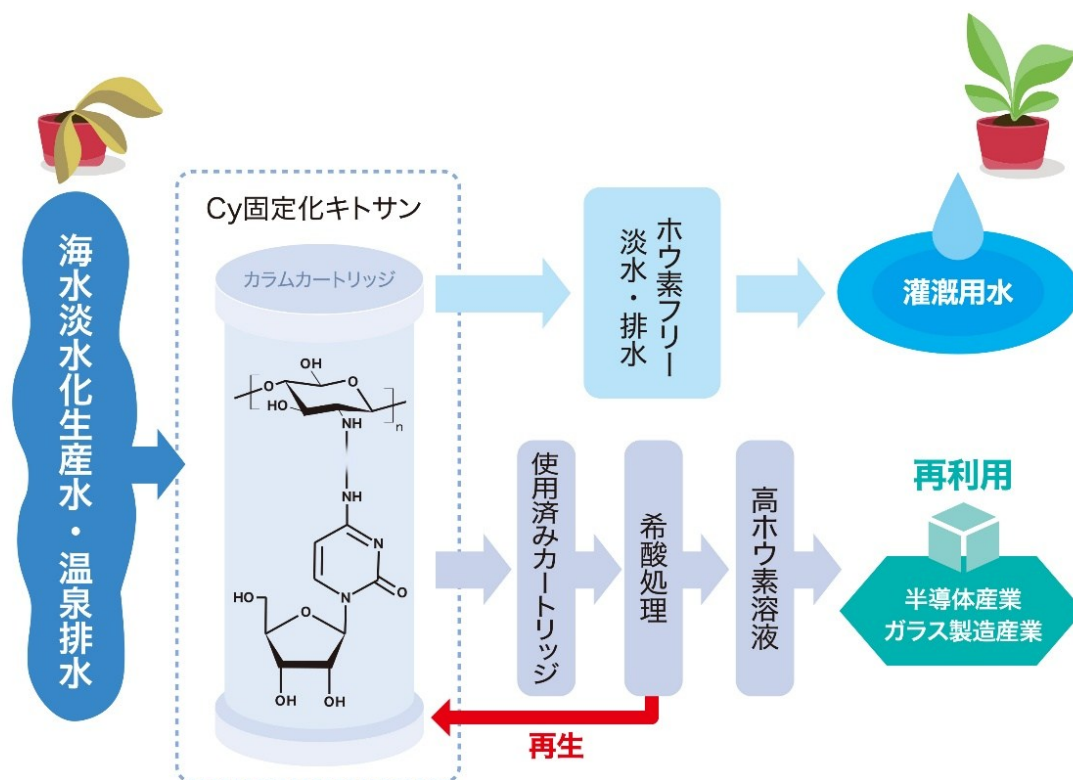 海水淡水化生産水・温泉排水
Cy固定化キトサン
カラムカートリッジ
OH
O
O
HO
O
NH
n
NH
N
N
O
HO
O
OH
OH
ホウ素フリー
淡水・排水
灌漑用水
使用済みカートリッジ
希酸処理
高ホウ素溶液
再利用
半導体産業
ガラス製造産業
再生